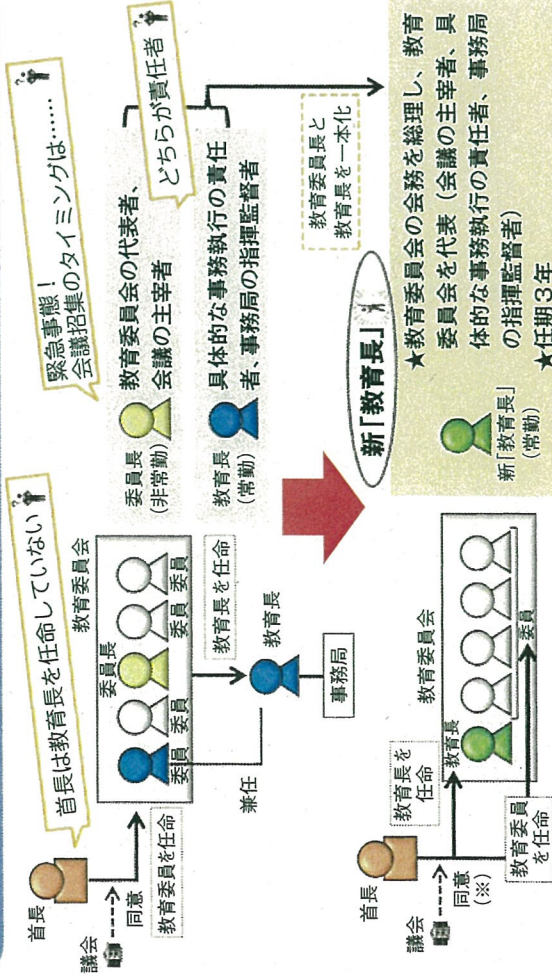 首長は教育長を任命していない
緊急事態!
会議招集のタイミングは……
首長
議会
同意
教育委員を任命
教育委員会
委員長
委員
委員
委員
委員
教育長を任命
兼任
教育長
事務局
委員長
(非常勤)
教育委員会の代表者、
会議の主宰者
教育長
(常勤)
具体的な事務執行の責任
者、事務局の指揮監督者
どちらが責任者
教育委員長と
教育長を一本化
首長
議会
同意
(※)
教育長を
任命
教育委員
を任命
教育委員会
教育長
委員
新「教育長」
新「教育長」
(常勤)
★教育委員会の会務を総理し、教育
委員会を代表(会議の主宰者、具
体的な事務執行の責任者、事務局
の指揮監督者)
★任期3年